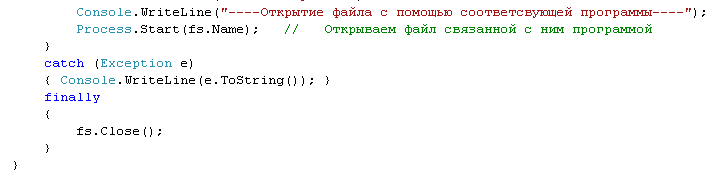 Console.WriteLine("----Открытие файла с помощью соответсвующей программы----");
Process.Start(fs.Name);   //   Открываем файл связанной с ним программой
}
catch (Exception e)
{ Console.WriteLine(e.ToString()); }
finally
{
fs.Close();
}
}